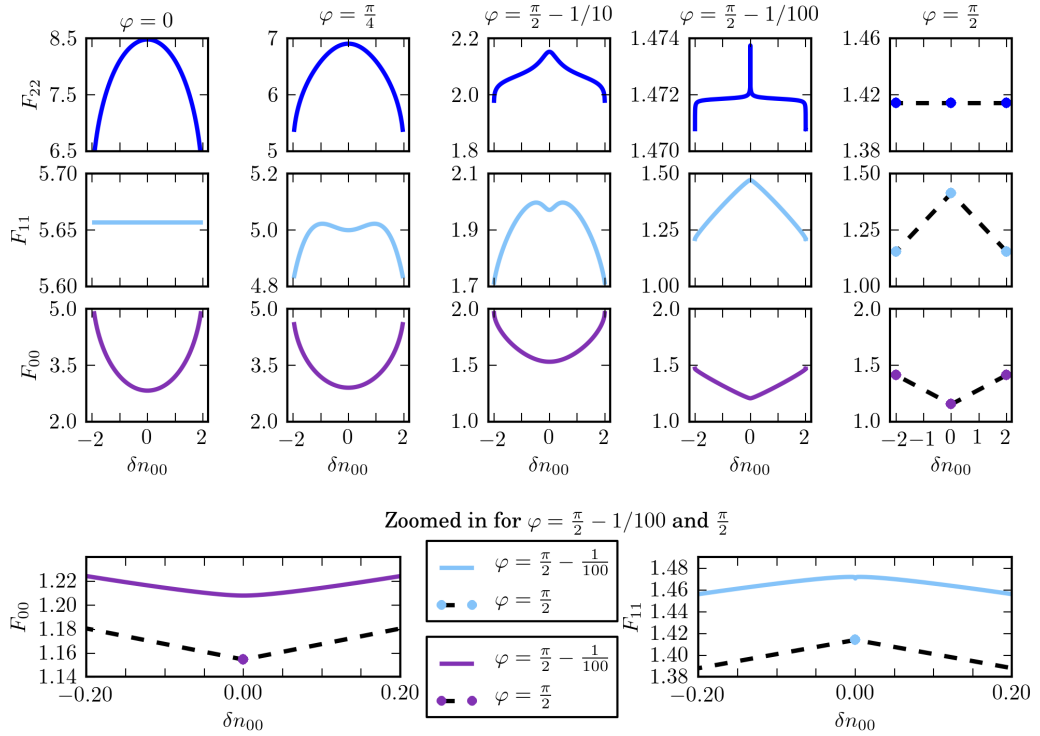 φ = 0
φ = π/4
φ = π/2 − 1/10
φ = π/2 − 1/100
φ = π/2
8.5
7.5
6.5
F₂₂
7
6
5
2.2
2.0
1.8
1.474
1.472
1.470
1.46
1.42
1.38
5.70
5.65
5.60
F₁₁
5.2
5.0
4.8
2.1
1.9
1.7
1.50
1.25
1.00
1.50
1.25
1.00
5.0
3.5
2.0
F₀₀
−2 0 2
δn₀₀
5.0
3.5
2.0
−2 0 2
δn₀₀
2.0
1.5
1.0
−2 0 2
δn₀₀
2.0
1.5
1.0
−2 0 2
δn₀₀
2.0
1.5
1.0
−2 −1 0 1 2
δn₀₀
Zoomed in for φ = π/2 − 1/100 and π/2
1.22
1.20
1.18
1.16
1.14
F₀₀
−0.20 0.00 0.20
δn₀₀
φ = π/2 − 1/100
φ = π/2
φ = π/2 − 1/100
φ = π/2
1.48
1.46
1.44
1.42
1.40
1.38
F₁₁
−0.20 0.00 0.20
δn₀₀